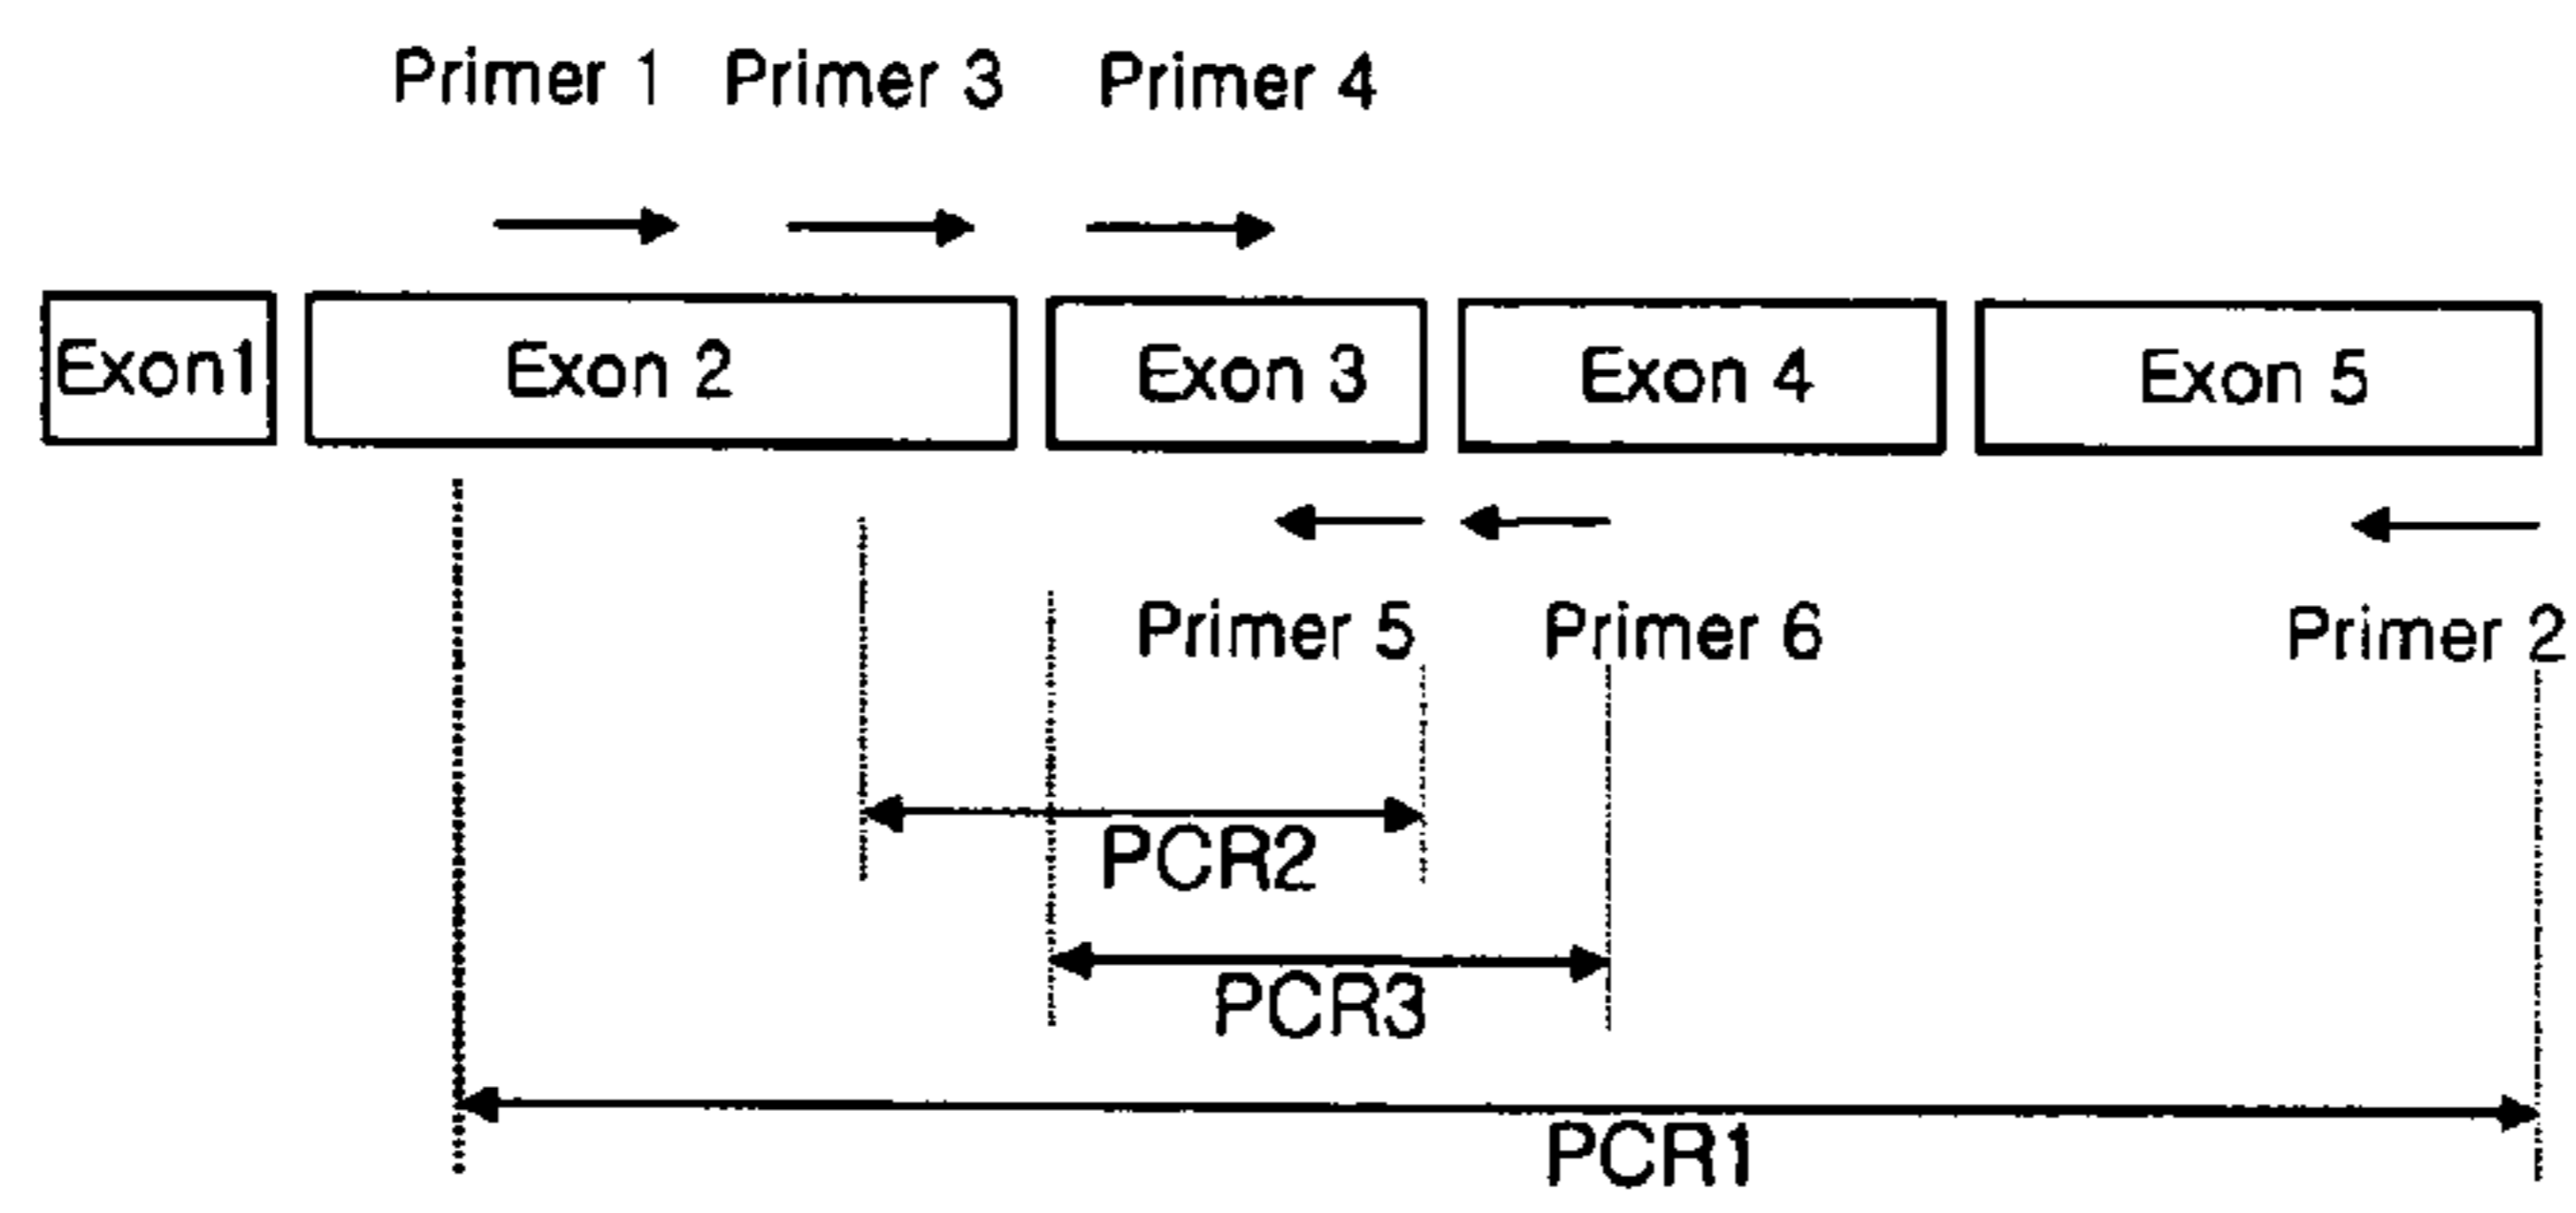 Primer 1 Primer 3 Primer 4
Exon1 Exon 2 Exon 3 Exon 4 Exon 5
Primer 5 Primer 6 Primer 2
PCR2
PCR3
PCR1